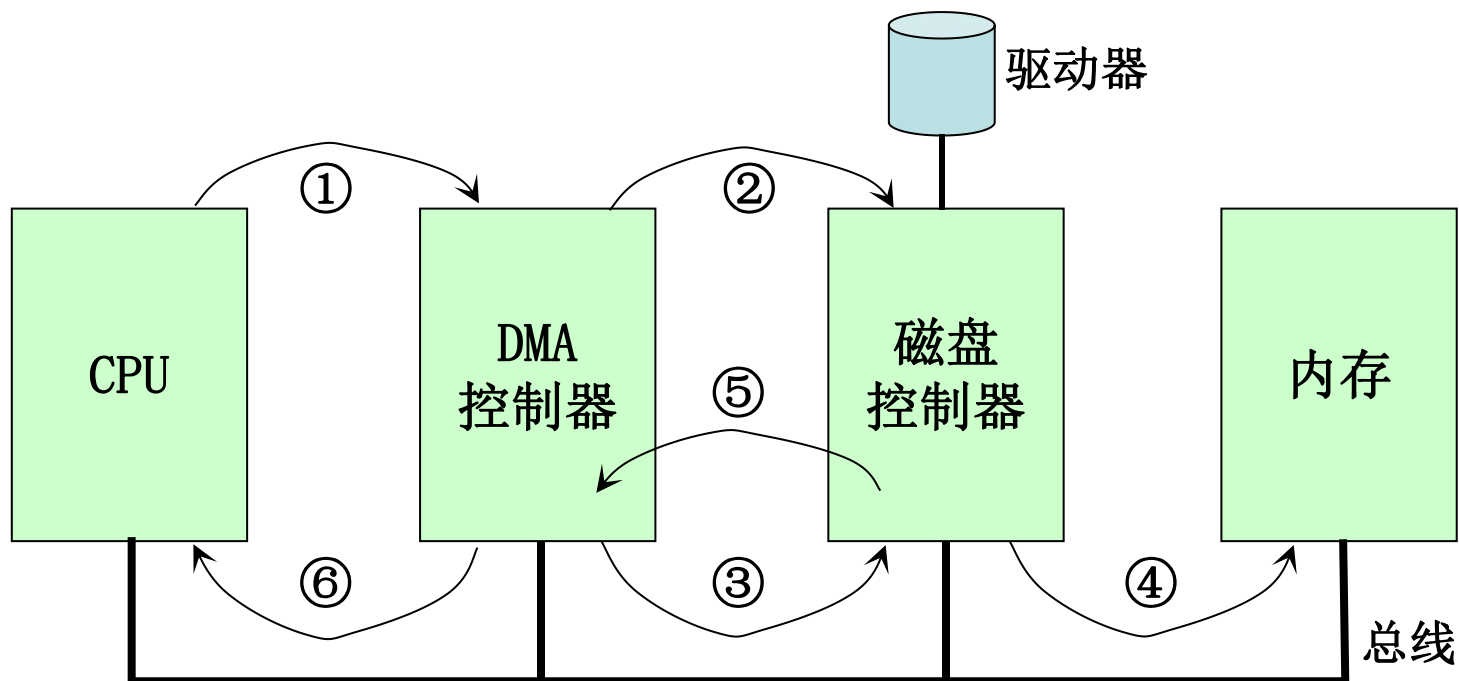 驱动器
①
②
CPU
DMA
控制器
磁盘
控制器
内存
⑤
⑥
③
④
总线